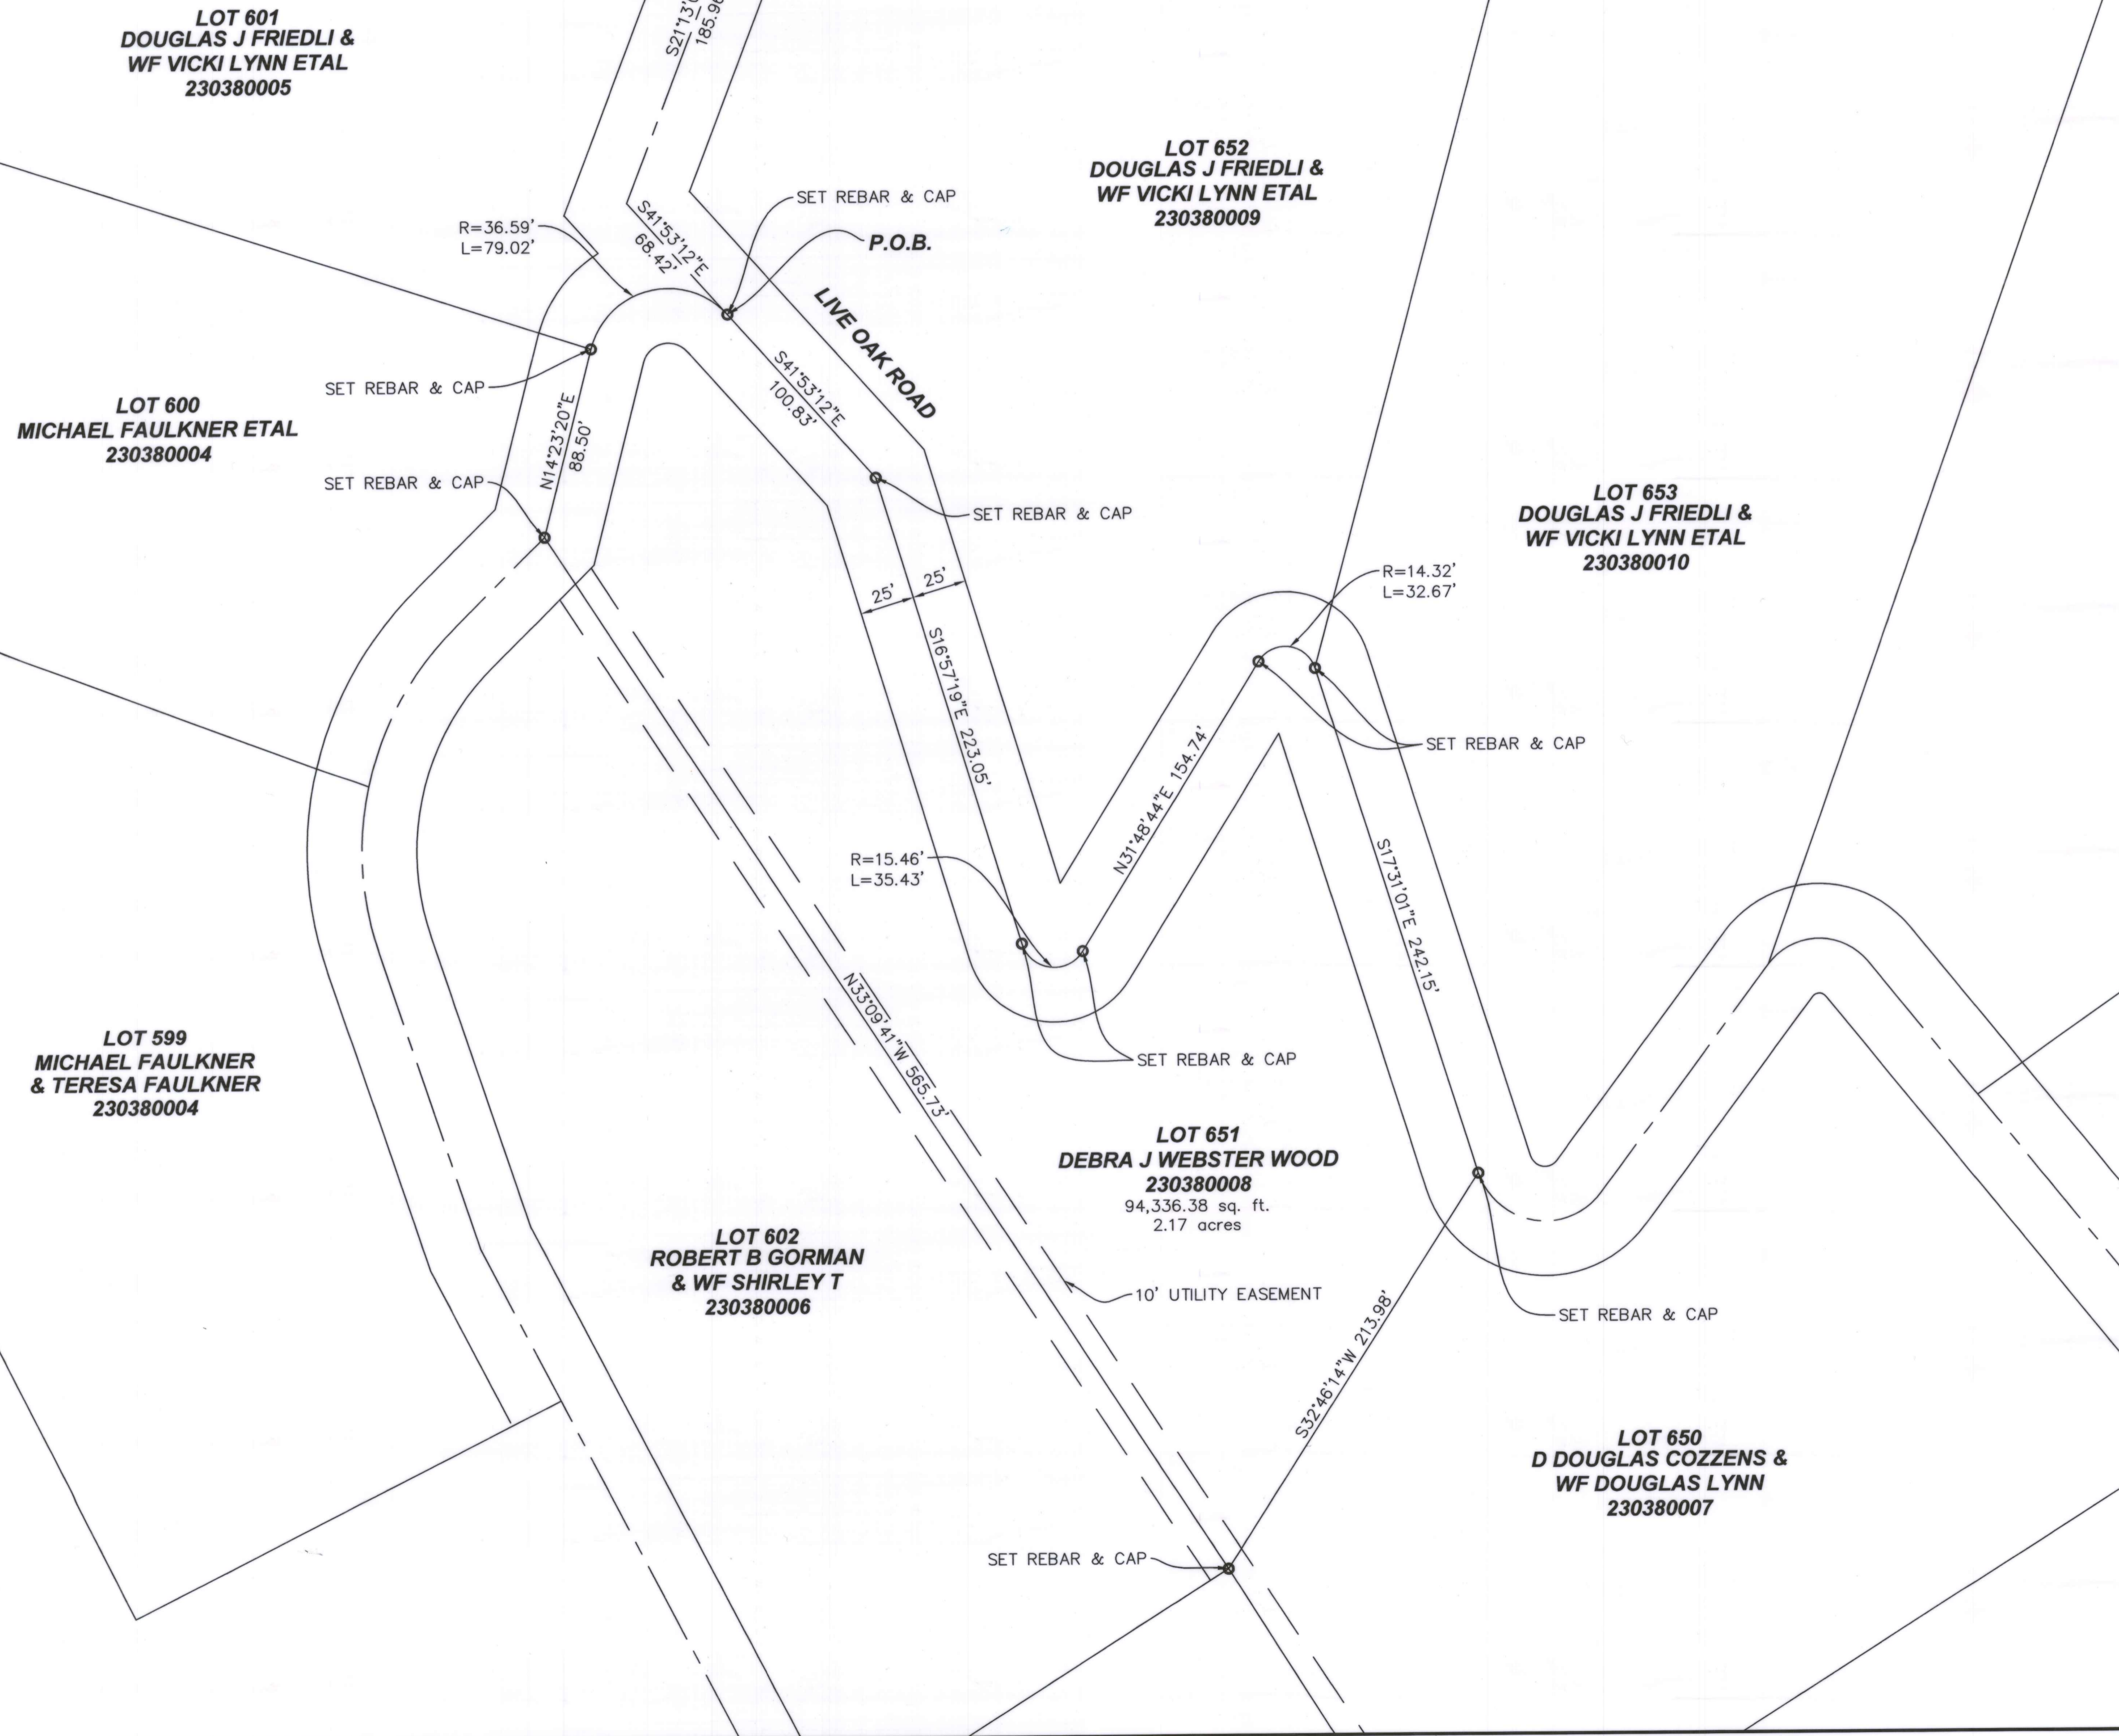 LOT 601
DOUGLAS J FRIEDLI &
WF VICKI LYNN ETAL
230380005
S21°13'
185.96
LOT 652
DOUGLAS J FRIEDLI &
WF VICKI LYNN ETAL
230380009
SET REBAR & CAP
P.O.B.
R=36.59'
L=79.02'
S41°53'12"E
68.42'
LIVE OAK ROAD
SET REBAR & CAP
S41°53'12"E
100.83'
LOT 600
MICHAEL FAULKNER ETAL
230380004
N14°23'20"E
88.50'
SET REBAR & CAP
SET REBAR & CAP
LOT 653
DOUGLAS J FRIEDLI &
WF VICKI LYNN ETAL
230380010
25'
25'
R=14.32'
L=32.67'
S16°57'19"E 223.05'
N31°48'44"E 154.74'
SET REBAR & CAP
R=15.46'
L=35.43'
S17°31'01"E 242.15'
N33°09'41"W 565.73'
SET REBAR & CAP
LOT 599
MICHAEL FAULKNER
& TERESA FAULKNER
230380004
LOT 651
DEBRA J WEBSTER WOOD
230380008
94,336.38 sq. ft.
2.17 acres
LOT 602
ROBERT B GORMAN
& WF SHIRLEY T
230380006
10' UTILITY EASEMENT
SET REBAR & CAP
S32°46'14"W 213.98'
LOT 650
D DOUGLAS COZZENS &
WF DOUGLAS LYNN
230380007
SET REBAR & CAP